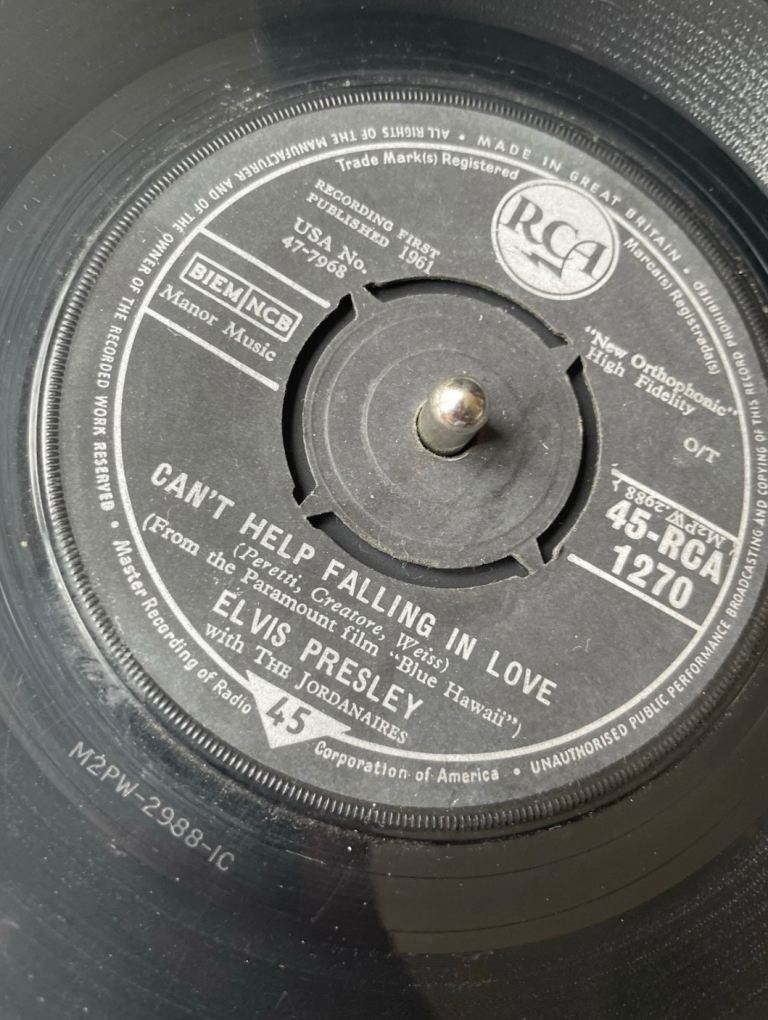 ALL RIGHTS OF THE MANUFACTURER AND OF THE OWNER OF THE RECORDED WORK RESERVED •
• MADE IN GREAT BRITAIN •
Trade Mark(s) Registered
RCA
Marca(s) Registrada(s)
RECORDING FIRST
PUBLISHED 1961
USA No.
47-7968
BIEM NCB
Manor Music
"New Orthophonic"
High Fidelity
O/T
M2PW.2988
45-RCA
1270
CAN'T HELP FALLING IN LOVE
(Peretti, Creatore, Weiss)
(From the Paramount film "Blue Hawaii")
ELVIS PRESLEY
with THE JORDANAIRES
45
Master Recording of Radio Corporation of America •
UNAUTHORISED PUBLIC PERFORMANCE BROADCASTING AND COPYING OF THIS RECORD PROHIBITED
M2PW-2988-1C